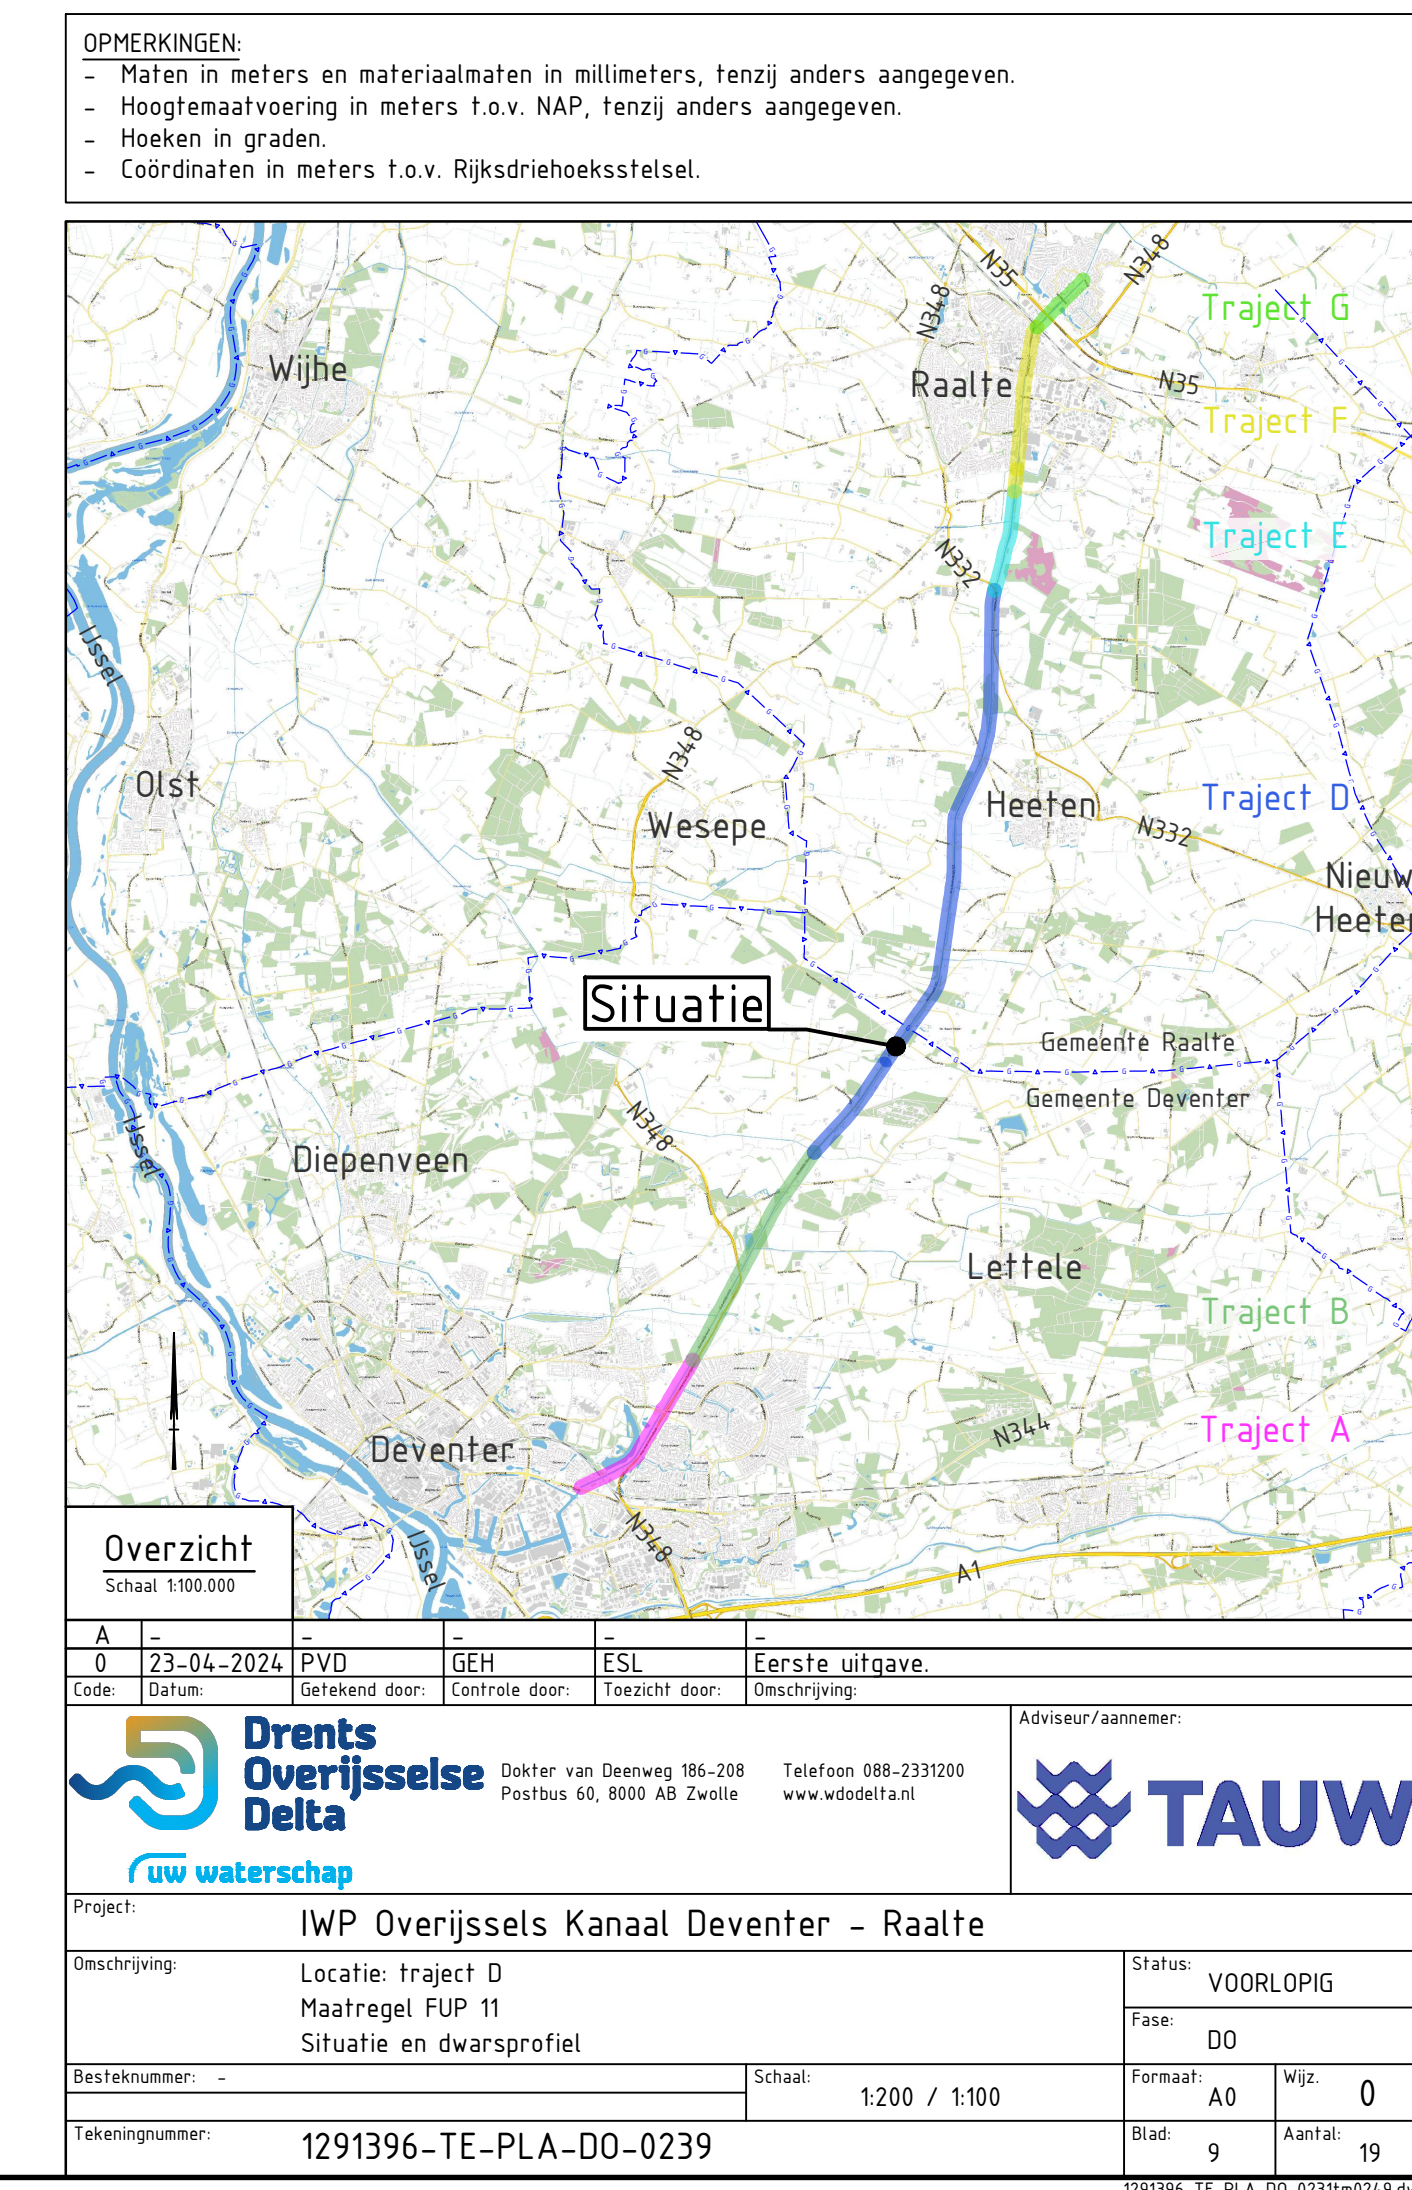 OPMERKINGEN:
- Maten in meters en materiaalmaten in millimeters, tenzij anders aangegeven.
- Hoogtemaatvoering in meters t.o.v. NAP, tenzij anders aangegeven.
- Hoeken in graden.
- Coördinaten in meters t.o.v. Rijksdriehoeksstelsel.
N35
N348
N348
Traject G
Wijhe
Raalte
N35
Traject F
Traject E
N332
IJssel
N348
Olst
Traject D
Heeten
Wesepe
N332
Nieuw
Situatie
Gemeente Raalte
Gemeente Deventer
N348
IJssel
Diepenveen
Lettele
Traject B
N344
Traject A
Deventer
N348
IJssel
A1
Overzicht
Schaal 1:100.000
A - - - - -
0 23-04-2024 PVD GEH ESL Eerste uitgave.
Code: Datum: Getekend door: Controle door: Toezicht door: Omschrijving:
Drents
Overijsselse
Delta
uw waterschap
Dokter van Deenweg 186-208
Postbus 60, 8000 AB Zwolle
Telefoon 088-2331200
www.wdodelta.nl
Adviseur/aannemer:
TAUW
Project:
IWP Overijssels Kanaal Deventer - Raalte
Omschrijving:
Locatie: traject D
Maatregel FUP 11
Situatie en dwarsprofiel
Status:
VOORLOPIG
Fase:
DO
Besteknummer: -
Schaal:
1:200 / 1:100
Formaat:
A0
Wijz.
0
Tekeningnummer:
1291396-TE-PLA-DO-0239
Blad:
9
Aantal:
19